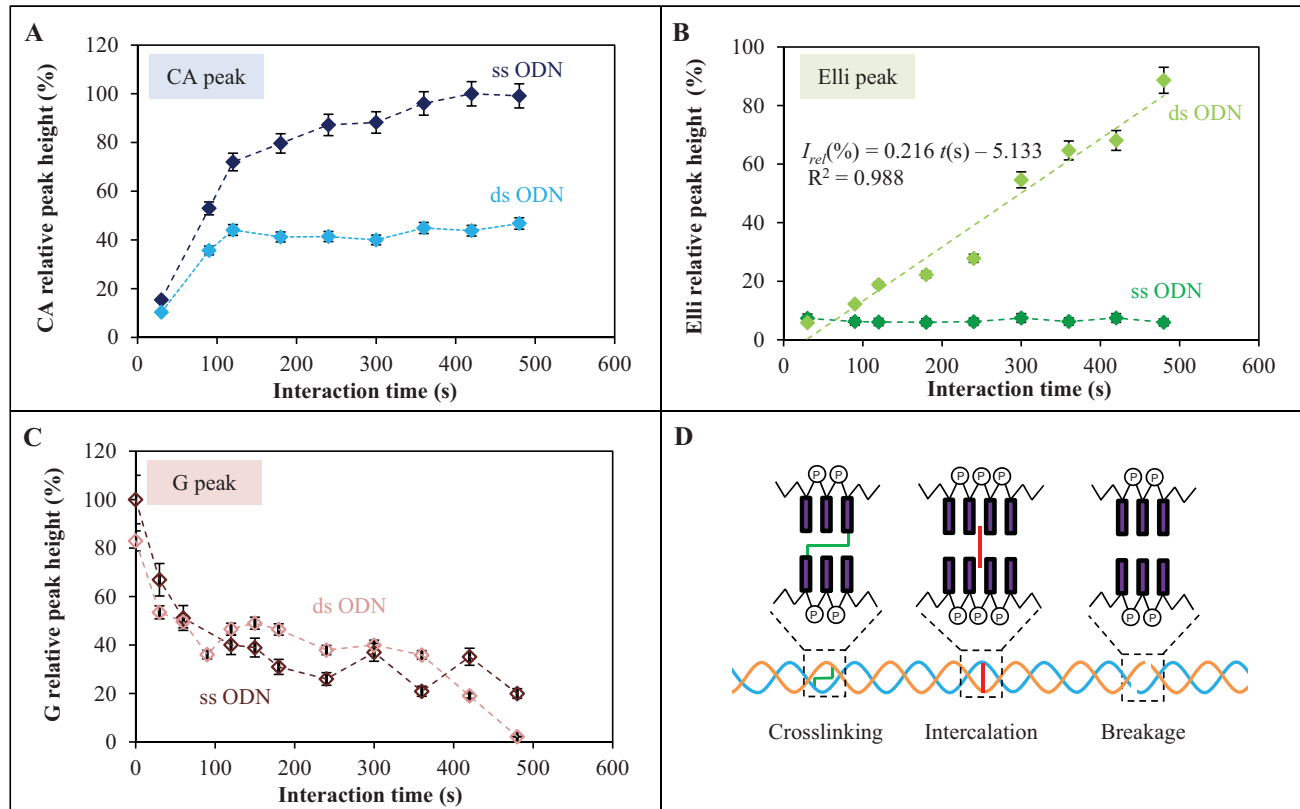 A
CA peak
CA relative peak height (%)
120
100
80
60
40
20
0
ss ODN
ds ODN
0 100 200 300 400 500 600
Interaction time (s)
B
Elli peak
Elli relative peak height (%)
100
80
60
40
20
0
ds ODN
I_rel(%) = 0.216 t(s) – 5.133
R² = 0.988
ss ODN
0 100 200 300 400 500 600
Interaction time (s)
C
G peak
G relative peak height (%)
120
100
80
60
40
20
0
ds ODN
ss ODN
0 100 200 300 400 500 600
Interaction time (s)
D
P P P P P P P
P P P P P P P
Crosslinking Intercalation Breakage